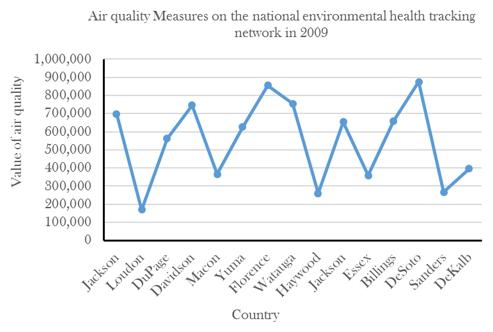 Air quality Measures on the national environmental health tracking
network in 2009
Value of air quality
1,000,000
900,000
800,000
700,000
600,000
500,000
400,000
300,000
200,000
100,000
0
Jackson
Loudon
DuPage
Davidson
Macon
Yuma
Florence
Watauga
Haywood
Jackson
Essex
Billings
DeSoto
Sanders
DeKalb
Country